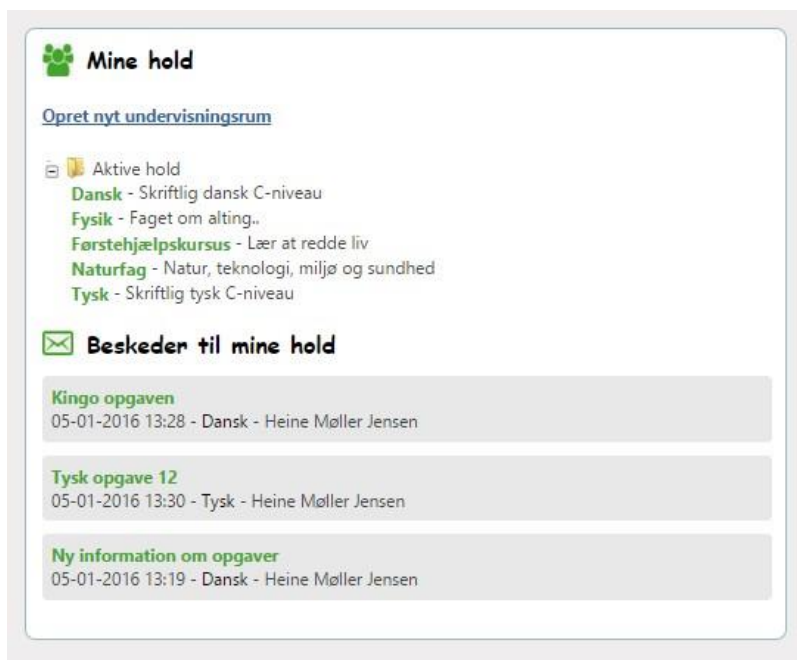 Mine hold
Opret nyt undervisningsrum
Aktive hold
Dansk - Skriftlig dansk C-niveau
Fysik - Faget om alting..
Førstehjælpskursus - Lær at redde liv
Naturfag - Natur, teknologi, miljø og sundhed
Tysk - Skriftlig tysk C-niveau
Beskeder til mine hold
Kingo opgaven
05-01-2016 13:28 - Dansk - Heine Møller Jensen
Tysk opgave 12
05-01-2016 13:30 - Tysk - Heine Møller Jensen
Ny information om opgaver
05-01-2016 13:19 - Dansk - Heine Møller Jensen